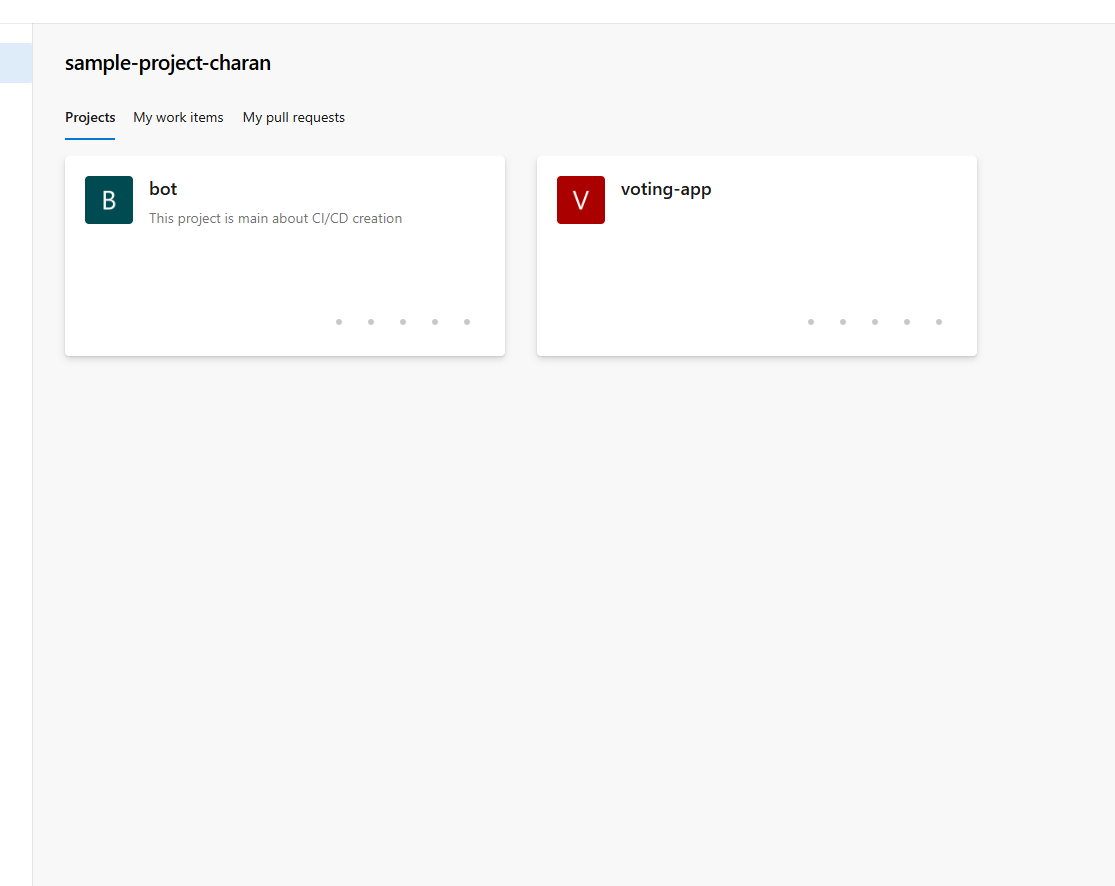 sample-project-charan
Projects My work items My pull requests
B
bot
This project is main about CI/CD creation
V
voting-app